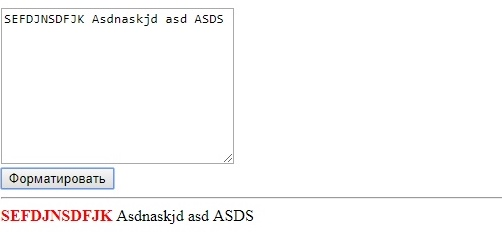 SEFDJNSDFJK Asdnaskjd asd ASDS
Форматировать
SEFDJNSDFJK Asdnaskjd asd ASDS